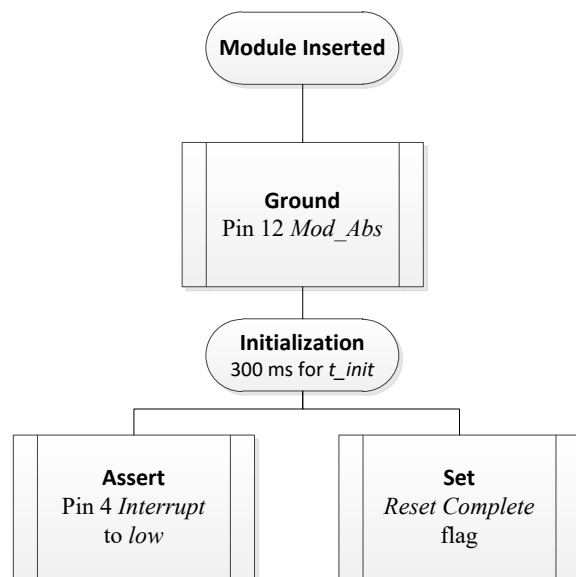 Module Inserted
Ground
Pin 12 Mod_Abs
Initialization
300 ms for t_init
Assert
Pin 4 Interrupt
to low
Set
Reset Complete
flag